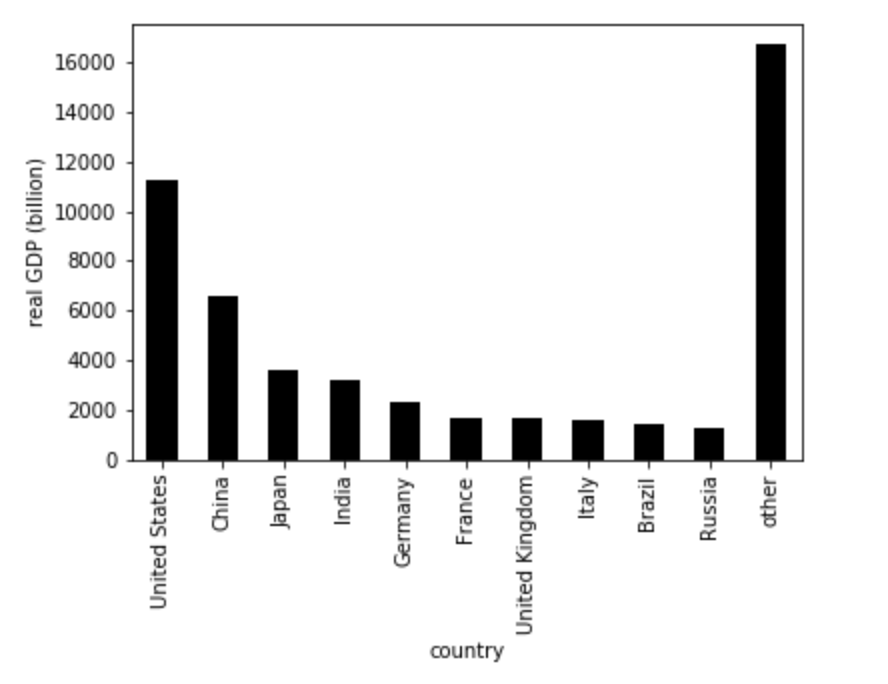 real GDP (billion)
16000
14000
12000
10000
8000
6000
4000
2000
0
United States
China
Japan
India
Germany
France
United Kingdom
Italy
Brazil
Russia
other
country